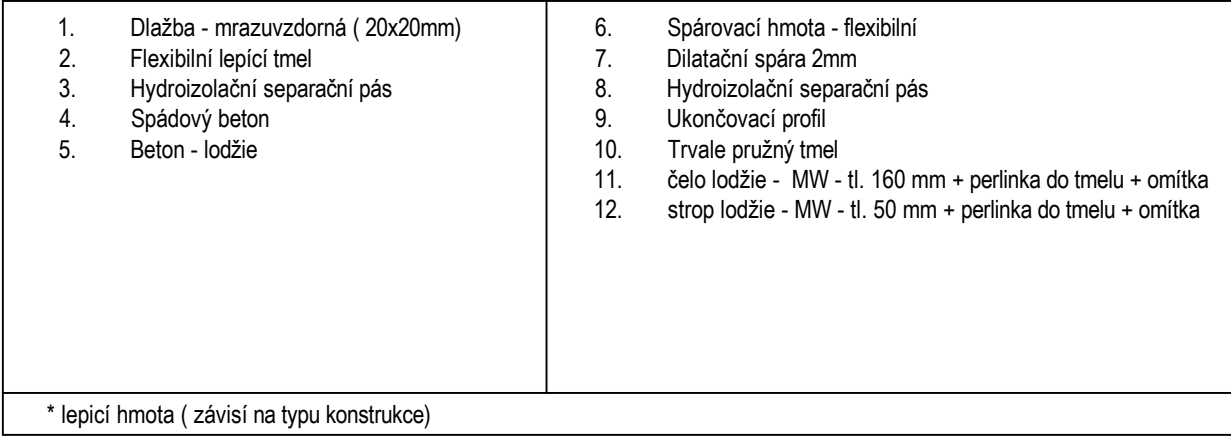 1. Dlažba - mrazuvzdorná ( 20x20mm)
2. Flexibilní lepící tmel
3. Hydroizolační separační pás
4. Spádový beton
5. Beton - lodžie
6. Spárovací hmota - flexibilní
7. Dilatační spára 2mm
8. Hydroizolační separační pás
9. Ukončovací profil
10. Trvale pružný tmel
11. čelo lodžie - MW - tl. 160 mm + perlinka do tmelu + omítka
12. strop lodžie - MW - tl. 50 mm + perlinka do tmelu + omítka
* lepicí hmota ( závisí na typu konstrukce)